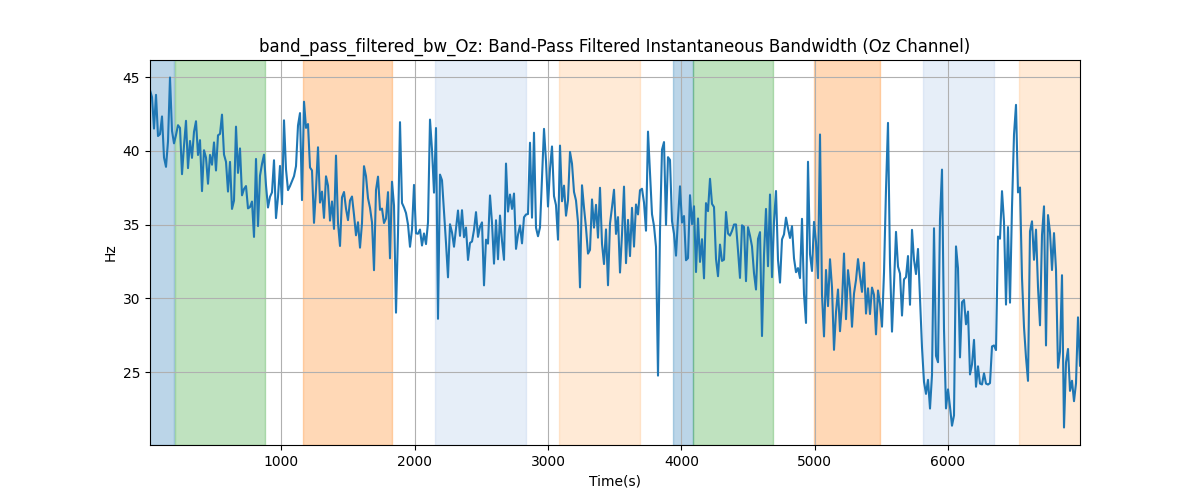 band_pass_filtered_bw_Oz: Band-Pass Filtered Instantaneous Bandwidth (Oz Channel)
45
40
35
30
25
Hz
1000 2000 3000 4000 5000 6000
Time(s)